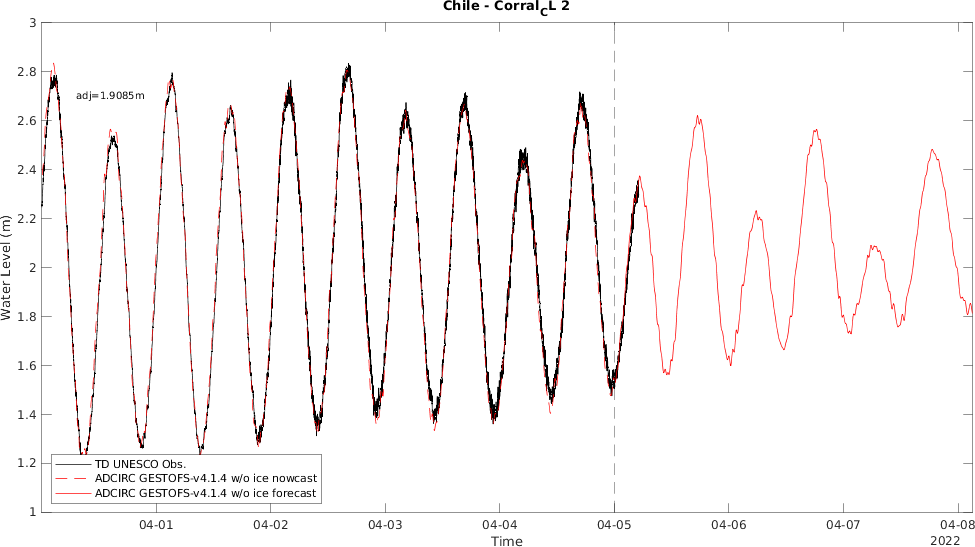 Chile - Corral_CL 2
3
2.8
2.6
2.4
2.2
2
1.8
1.6
1.4
1.2
1
Water Level (m)
adj=1.9085m
TD UNESCO Obs.
ADCIRC GESTOFS-v4.1.4 w/o ice nowcast
ADCIRC GESTOFS-v4.1.4 w/o ice forecast
04-01 04-02 04-03 04-04 04-05 04-06 04-07 04-08
Time
2022